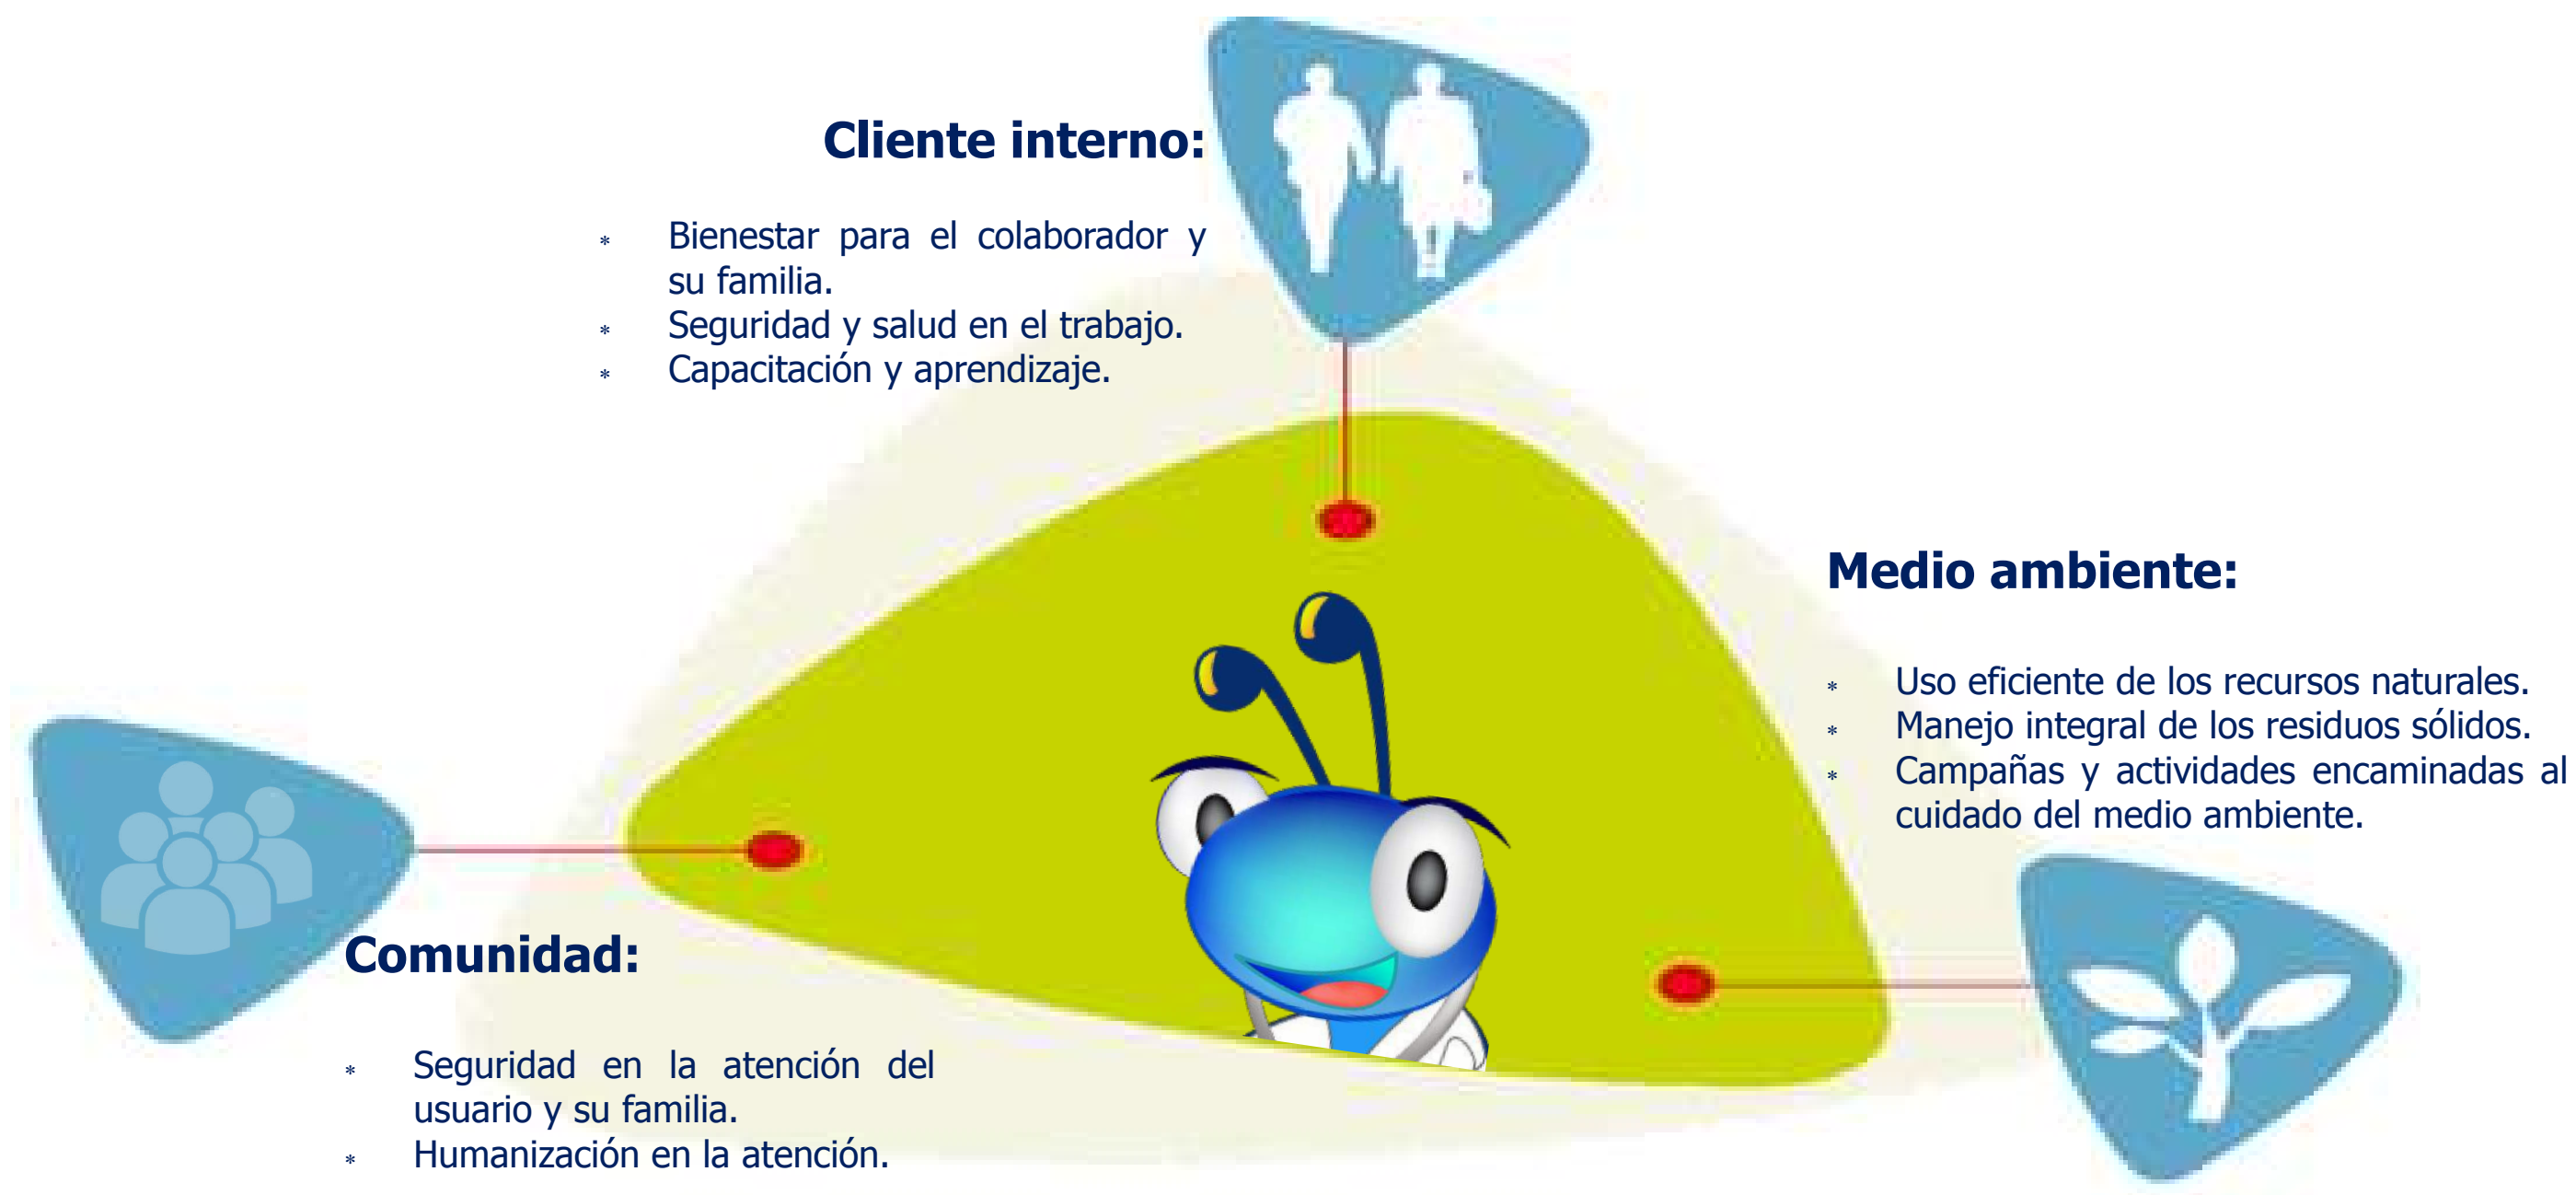 Cliente interno:
* Bienestar para el colaborador y
su familia.
* Seguridad y salud en el trabajo.
* Capacitación y aprendizaje.
Medio ambiente:
* Uso eficiente de los recursos naturales.
* Manejo integral de los residuos sólidos.
* Campañas y actividades encaminadas al
cuidado del medio ambiente.
Comunidad:
* Seguridad en la atención del
usuario y su familia.
* Humanización en la atención.